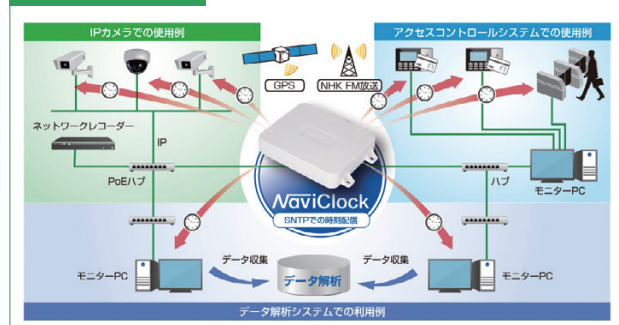 IPカメラでの使用例
アクセスコントロールシステムでの使用例
GPS
NHK FM放送
ネットワークレコーダー
IP
PoEハブ
ハブ
モニターPC
NaviClock
SNTPでの時刻配信
モニターPC
データ収集
データ解析
データ収集
モニターPC
データ解析システムでの利用例